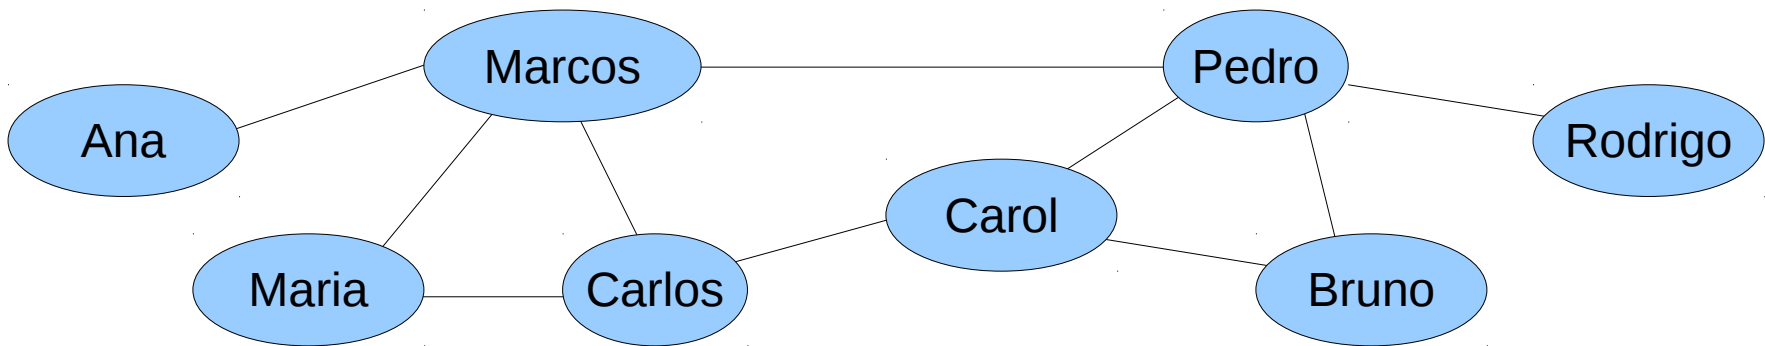 Marcos
Pedro
Ana
Rodrigo
Carol
Maria
Carlos
Bruno